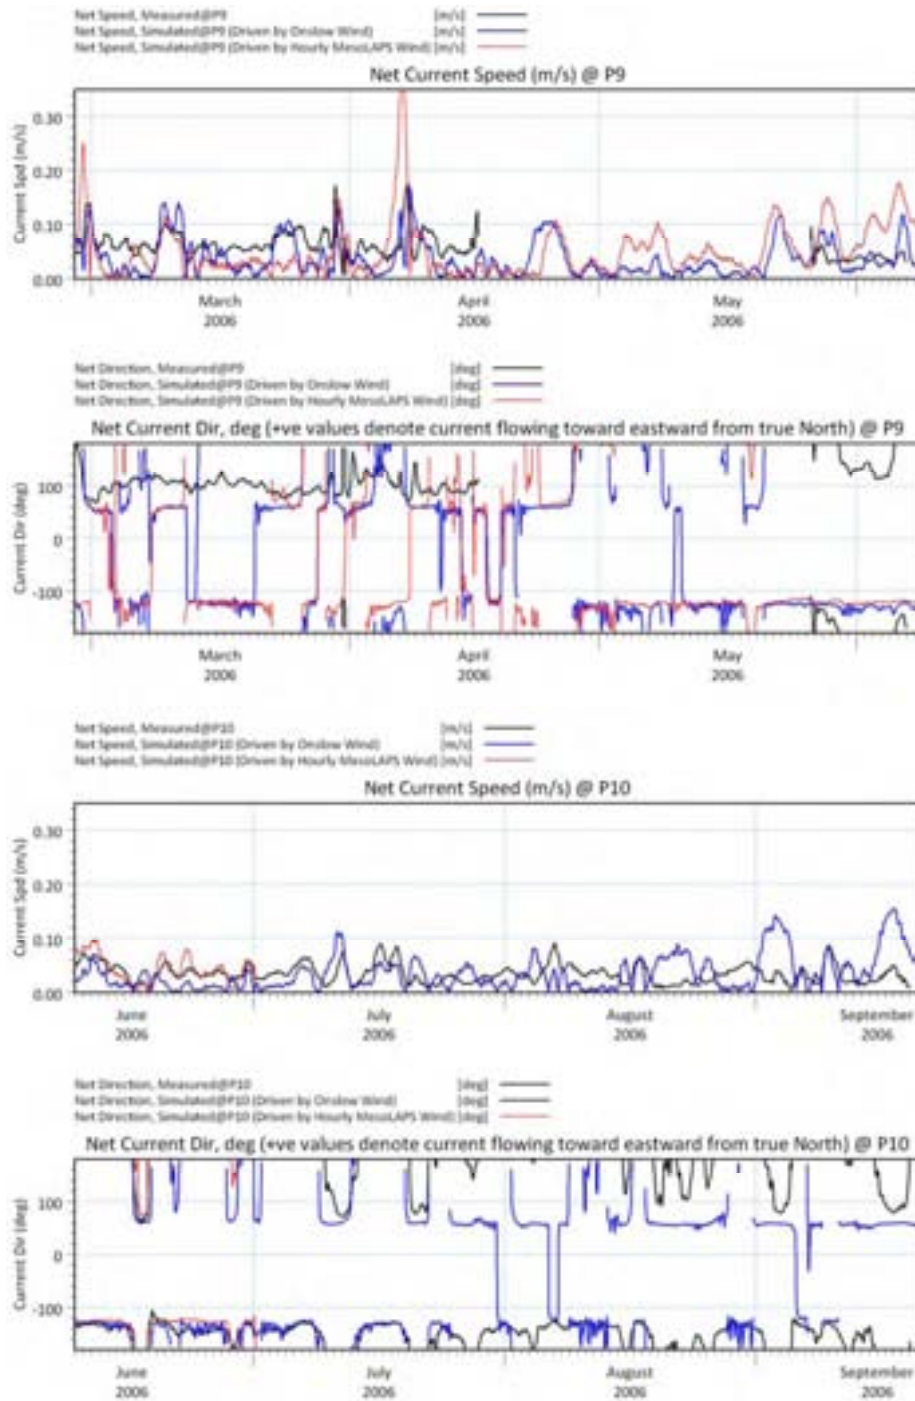 Net Speed, Measured@P9 [m/s]
Net Speed, Simulated@P9 (Driven by Onslow Wind) [m/s]
Net Speed, Simulated@P9 (Driven by Hourly MesoLAPS Wind) [m/s]
Net Current Speed (m/s) @ P9
Current Spd (m/s)
0.30
0.20
0.10
0.00
March April May
2006 2006 2006
Net Direction, Measured@P9 [deg]
Net Direction, Simulated@P9 (Driven by Onslow Wind) [deg]
Net Direction, Simulated@P9 (Driven by Hourly MesoLAPS Wind) [deg]
Net Current Dir, deg (+ve values denote current flowing toward eastward from true North) @ P9
Current Dir (deg)
100
0
-100
March April May
2006 2006 2006
Net Speed, Measured@P10 [m/s]
Net Speed, Simulated@P10 (Driven by Onslow Wind) [m/s]
Net Speed, Simulated@P10 (Driven by Hourly MesoLAPS Wind) [m/s]
Net Current Speed (m/s) @ P10
Current Spd (m/s)
0.30
0.20
0.10
0.00
June July August September
2006 2006 2006 2006
Net Direction, Measured@P10 [deg]
Net Direction, Simulated@P10 (Driven by Onslow Wind) [deg]
Net Direction, Simulated@P10 (Driven by Hourly MesoLAPS Wind) [deg]
Net Current Dir, deg (+ve values denote current flowing toward eastward from true North) @ P10
Current Dir (deg)
100
0
-100
June July August September
2006 2006 2006 2006